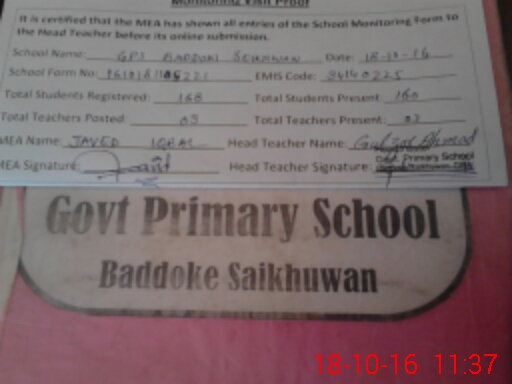 Monitoring Visit Proof
It is certified that the MEA has shown all entries of the School Monitoring Form to
the Head Teacher before its online submission.
School Name: GPS BADDOKI SEIKHWAN Date: 18-10-16
School Form No: EMIS Code: 34140225
Total Students Registered: 168 Total Students Present: 160
Total Teachers Posted: 03 Total Teachers Present: 03
MEA Name: JAVED IQBAL Head Teacher Name: Gulzar Ahmad
MEA Signature: Head Teacher Signature:
Govt. Primary School
Govt Primary School
Baddoke Saikhuwan
18-10-16 11:37